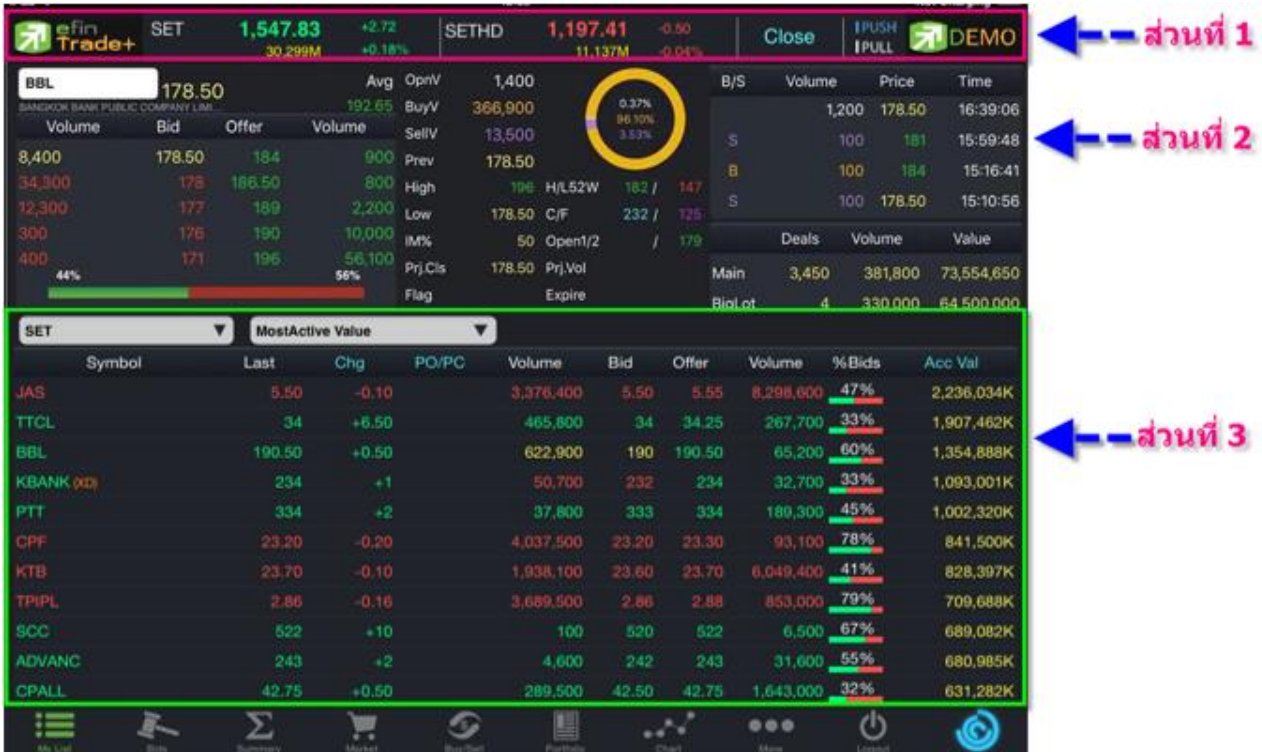 efin Trade+ SET 1,547.83 +2.72 SETHD 1,197.41 -0.50 Close PUSH DEMO ส่วนที่ 1
30,299M +0.18% 11,137M -0.04% PULL
BBL 178.50 Avg OpnV 1,400 B/S Volume Price Time
BANGKOK BANK PUBLIC COMPANY LIMI... 192.65 BuyV 366,900 0.37% 1,200 178.50 16:39:06
Volume Bid Offer Volume SellV 13,500 96.10% 3.53% S 100 181 15:59:48 ส่วนที่ 2
8,400 178.50 184 900 Prev 178.50 B 100 184 15:16:41
34,300 178 186.50 800 High 196 H/L52W 182 / 147 S 100 178.50 15:10:56
12,300 177 189 2,200 Low 178.50 C/F 232 / 125
300 176 190 10,000 IM% 50 Open1/2 / 179 Deals Volume Value
400 171 196 56,100 Prj.Cls 178.50 Prj.Vol Main 3,450 381,800 73,554,650
44% 56% Flag Expire BigLot 4 330,000 64,500,000
SET MostActive Value
Symbol Last Chg PO/PC Volume Bid Offer Volume %Bids Acc Val
JAS 5.50 -0.10 3,376,400 5.50 5.55 8,298,600 47% 2,236,034K
TTCL 34 +6.50 465,800 34 34.25 267,700 33% 1,907,462K ส่วนที่ 3
BBL 190.50 +0.50 622,900 190 190.50 65,200 60% 1,354,888K
KBANK (XD) 234 +1 50,700 232 234 32,700 33% 1,093,001K
PTT 334 +2 37,800 333 334 189,300 45% 1,002,320K
CPF 23.20 -0.20 4,037,500 23.20 23.30 93,100 78% 841,500K
KTB 23.70 -0.10 1,938,100 23.60 23.70 6,049,400 41% 828,397K
TPIPL 2.86 -0.16 3,689,500 2.86 2.88 853,000 79% 709,688K
SCC 522 +10 100 520 522 6,500 67% 689,082K
ADVANC 243 +2 4,600 242 243 31,600 55% 680,985K
CPALL 42.75 +0.50 289,500 42.50 42.75 1,643,000 32% 631,282K
My List Bids Summary Market Buy/Sell Portfolio Chart More Logout